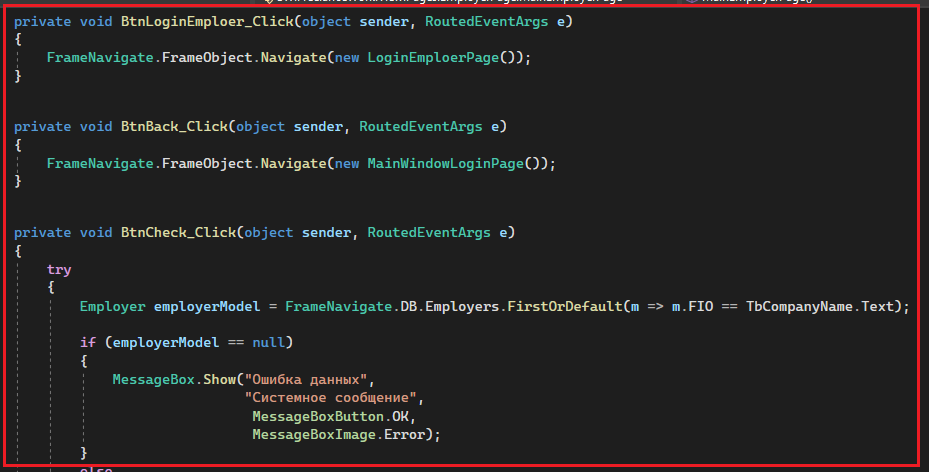 private void BtnLoginEmploer_Click(object sender, RoutedEventArgs e)
{
FrameNavigate.FrameObject.Navigate(new LoginEmploerPage());
}
private void BtnBack_Click(object sender, RoutedEventArgs e)
{
FrameNavigate.FrameObject.Navigate(new MainWindowLoginPage());
}
private void BtnCheck_Click(object sender, RoutedEventArgs e)
{
try
{
Employer employerModel = FrameNavigate.DB.Employers.FirstOrDefault(m => m.FIO == TbCompanyName.Text);
if (employerModel == null)
{
MessageBox.Show("Ошибка данных",
"Системное сообщение",
MessageBoxButton.OK,
MessageBoxImage.Error);
}
else